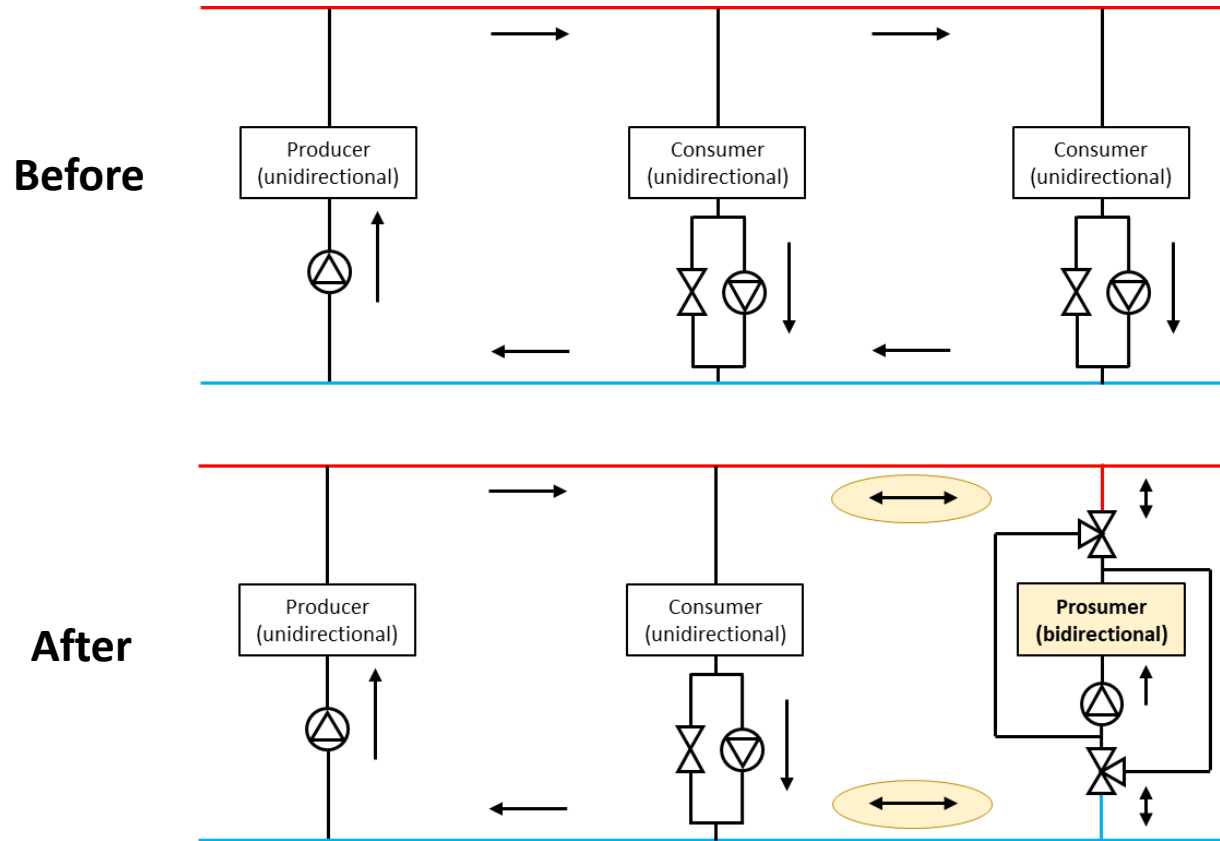 Before
Producer
(unidirectional)
Consumer
(unidirectional)
Consumer
(unidirectional)
After
Producer
(unidirectional)
Consumer
(unidirectional)
Prosumer
(bidirectional)